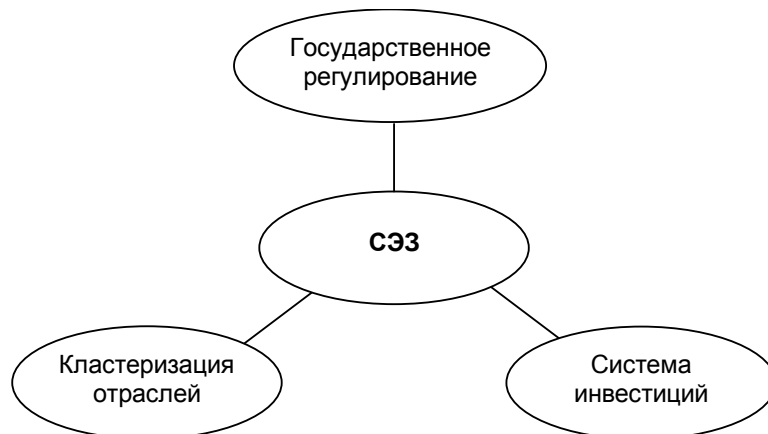 Государственное
регулирование
СЭЗ
Кластеризация
отраслей
Система
инвестиций